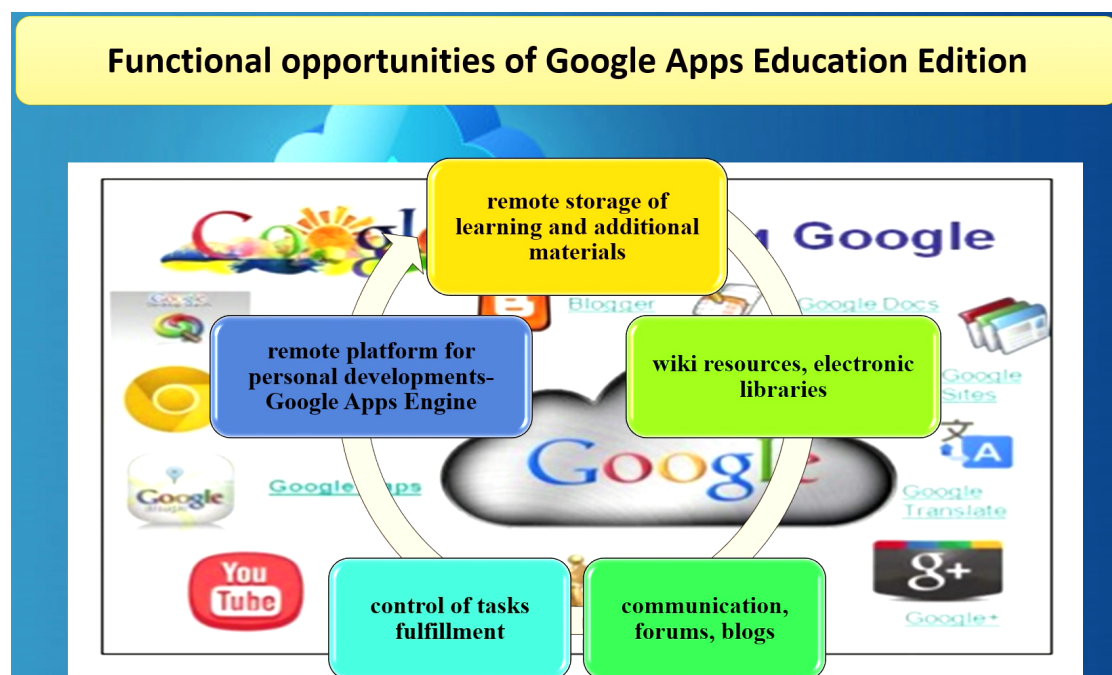 Functional opportunities of Google Apps Education Edition
remote storage of
learning and additional
materials
Google
Blogger
Google Docs
remote platform for
personal developments-
Google Apps Engine
wiki resources, electronic
libraries
Google
Sites
Google
Google
Google
Translate
You
Tube
g+
Google+
control of tasks
fulfillment
communication,
forums, blogs